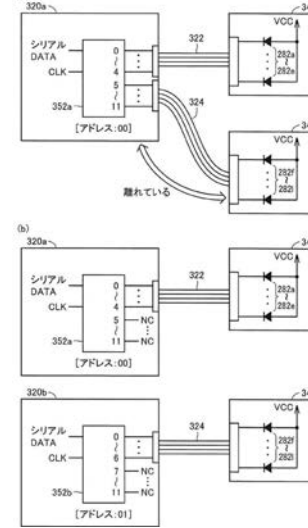 320a
322
VCC
シリアル
DATA
CLK
0
4
5
11
282a
282e
352a
[アドレス:00]
324
VCC
282f
282l
離れている
(b)
320a
322
VCC
シリアル
DATA
CLK
0
4
5
11
NC
NC
282a
282e
352a
[アドレス:00]
320b
324
VCC
シリアル
DATA
CLK
0
6
7
11
NC
NC
282f
282l
352b
[アドレス:01]